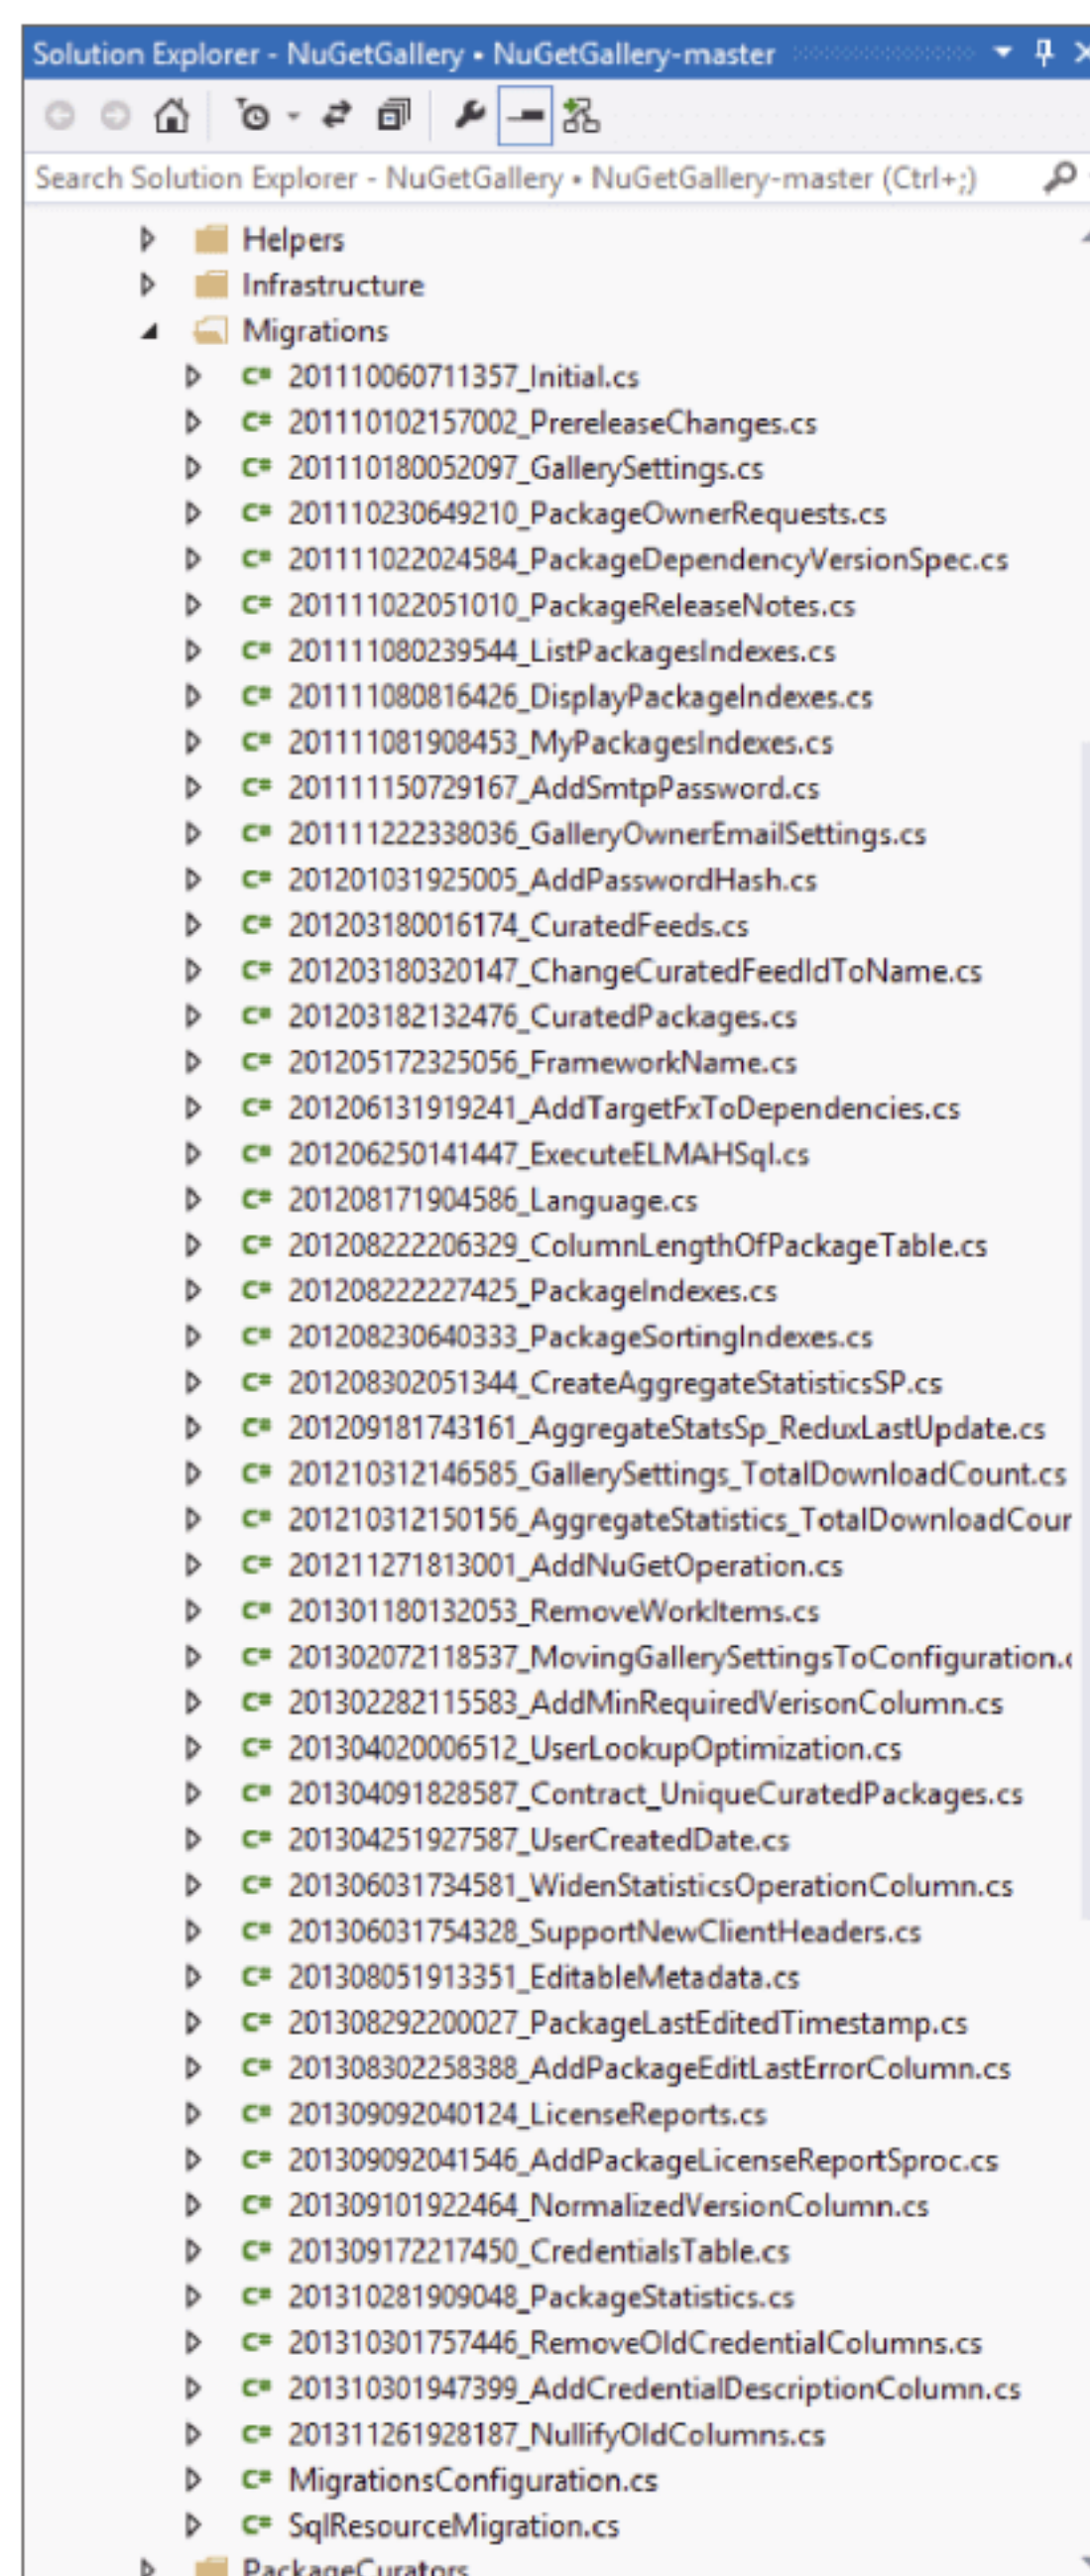 Solution Explorer - NuGetGallery • NuGetGallery-master
Search Solution Explorer - NuGetGallery • NuGetGallery-master (Ctrl+;)
Helpers
Infrastructure
Migrations
C# 201110060711357_Initial.cs
C# 201110102157002_PrereleaseChanges.cs
C# 201110180052097_GallerySettings.cs
C# 201110230649210_PackageOwnerRequests.cs
C# 201111022024584_PackageDependencyVersionSpec.cs
C# 201111022051010_PackageReleaseNotes.cs
C# 201111080239544_ListPackagesIndexes.cs
C# 201111080816426_DisplayPackageIndexes.cs
C# 201111081908453_MyPackagesIndexes.cs
C# 201111150729167_AddSmtpPassword.cs
C# 201111222338036_GalleryOwnerEmailSettings.cs
C# 201201031925005_AddPasswordHash.cs
C# 201203180016174_CuratedFeeds.cs
C# 201203180320147_ChangeCuratedFeedIdToName.cs
C# 201203182132476_CuratedPackages.cs
C# 201205172325056_FrameworkName.cs
C# 201206131919241_AddTargetFxToDependencies.cs
C# 201206250141447_ExecuteELMAHSql.cs
C# 201208171904586_Language.cs
C# 201208222206329_ColumnLengthOfPackageTable.cs
C# 201208222227425_PackageIndexes.cs
C# 201208230640333_PackageSortingIndexes.cs
C# 201208302051344_CreateAggregateStatisticsSP.cs
C# 201209181743161_AggregateStatsSp_ReduxLastUpdate.cs
C# 201210312146585_GallerySettings_TotalDownloadCount.cs
C# 201210312150156_AggregateStatistics_TotalDownloadCour
C# 201211271813001_AddNuGetOperation.cs
C# 201301180132053_RemoveWorkItems.cs
C# 201302072118537_MovingGallerySettingsToConfiguration.c
C# 201302282115583_AddMinRequiredVerisonColumn.cs
C# 201304020006512_UserLookupOptimization.cs
C# 201304091828587_Contract_UniqueCuratedPackages.cs
C# 201304251927587_UserCreatedDate.cs
C# 201306031734581_WidenStatisticsOperationColumn.cs
C# 201306031754328_SupportNewClientHeaders.cs
C# 201308051913351_EditableMetadata.cs
C# 201308292200027_PackageLastEditedTimestamp.cs
C# 201308302258388_AddPackageEditLastErrorColumn.cs
C# 201309092040124_LicenseReports.cs
C# 201309092041546_AddPackageLicenseReportSproc.cs
C# 201309101922464_NormalizedVersionColumn.cs
C# 201309172217450_CredentialsTable.cs
C# 201310281909048_PackageStatistics.cs
C# 201310301757446_RemoveOldCredentialColumns.cs
C# 201310301947399_AddCredentialDescriptionColumn.cs
C# 201311261928187_NullifyOldColumns.cs
C# MigrationsConfiguration.cs
C# SqlResourceMigration.cs
PackageCurators